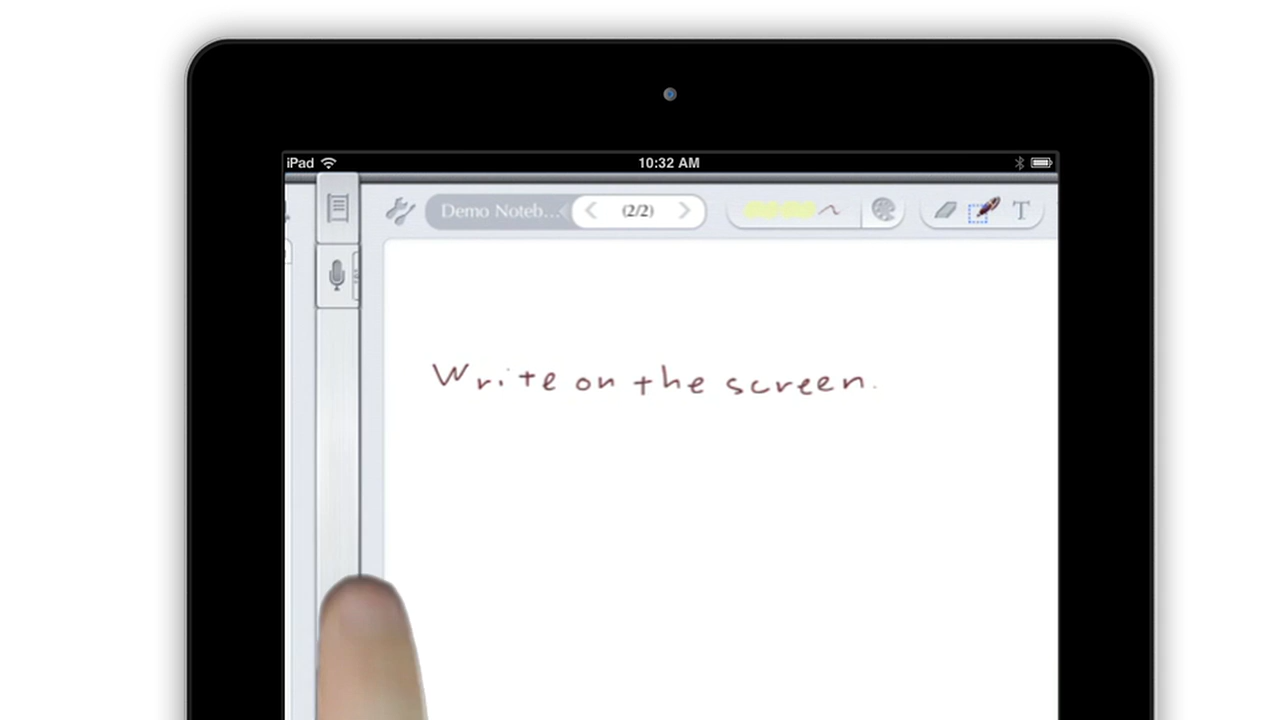 iPad 10:32 AM
Demo Noteb... (2/2) T
Write on the screen.